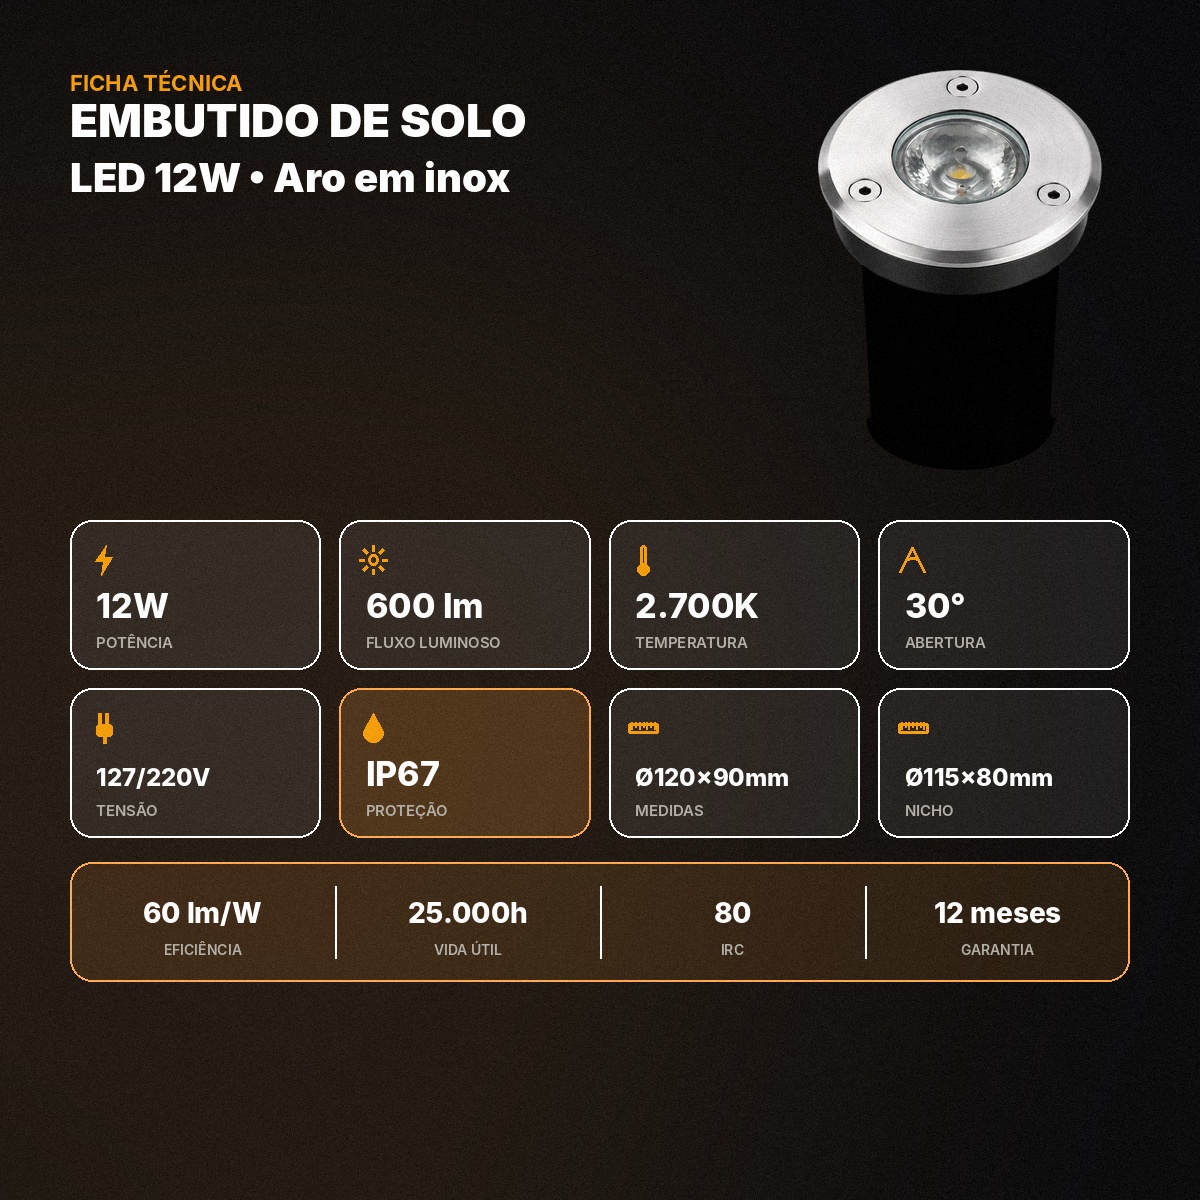 FICHA TÉCNICA
EMBUTIDO DE SOLO
LED 12W • Aro em inox
12W
POTÊNCIA
600 lm
FLUXO LUMINOSO
2.700K
TEMPERATURA
30°
ABERTURA
127/220V
TENSÃO
IP67
PROTEÇÃO
Ø120×90mm
MEDIDAS
Ø115×80mm
NICHO
60 lm/W
EFICIÊNCIA
25.000h
VIDA ÚTIL
80
IRC
12 meses
GARANTIA